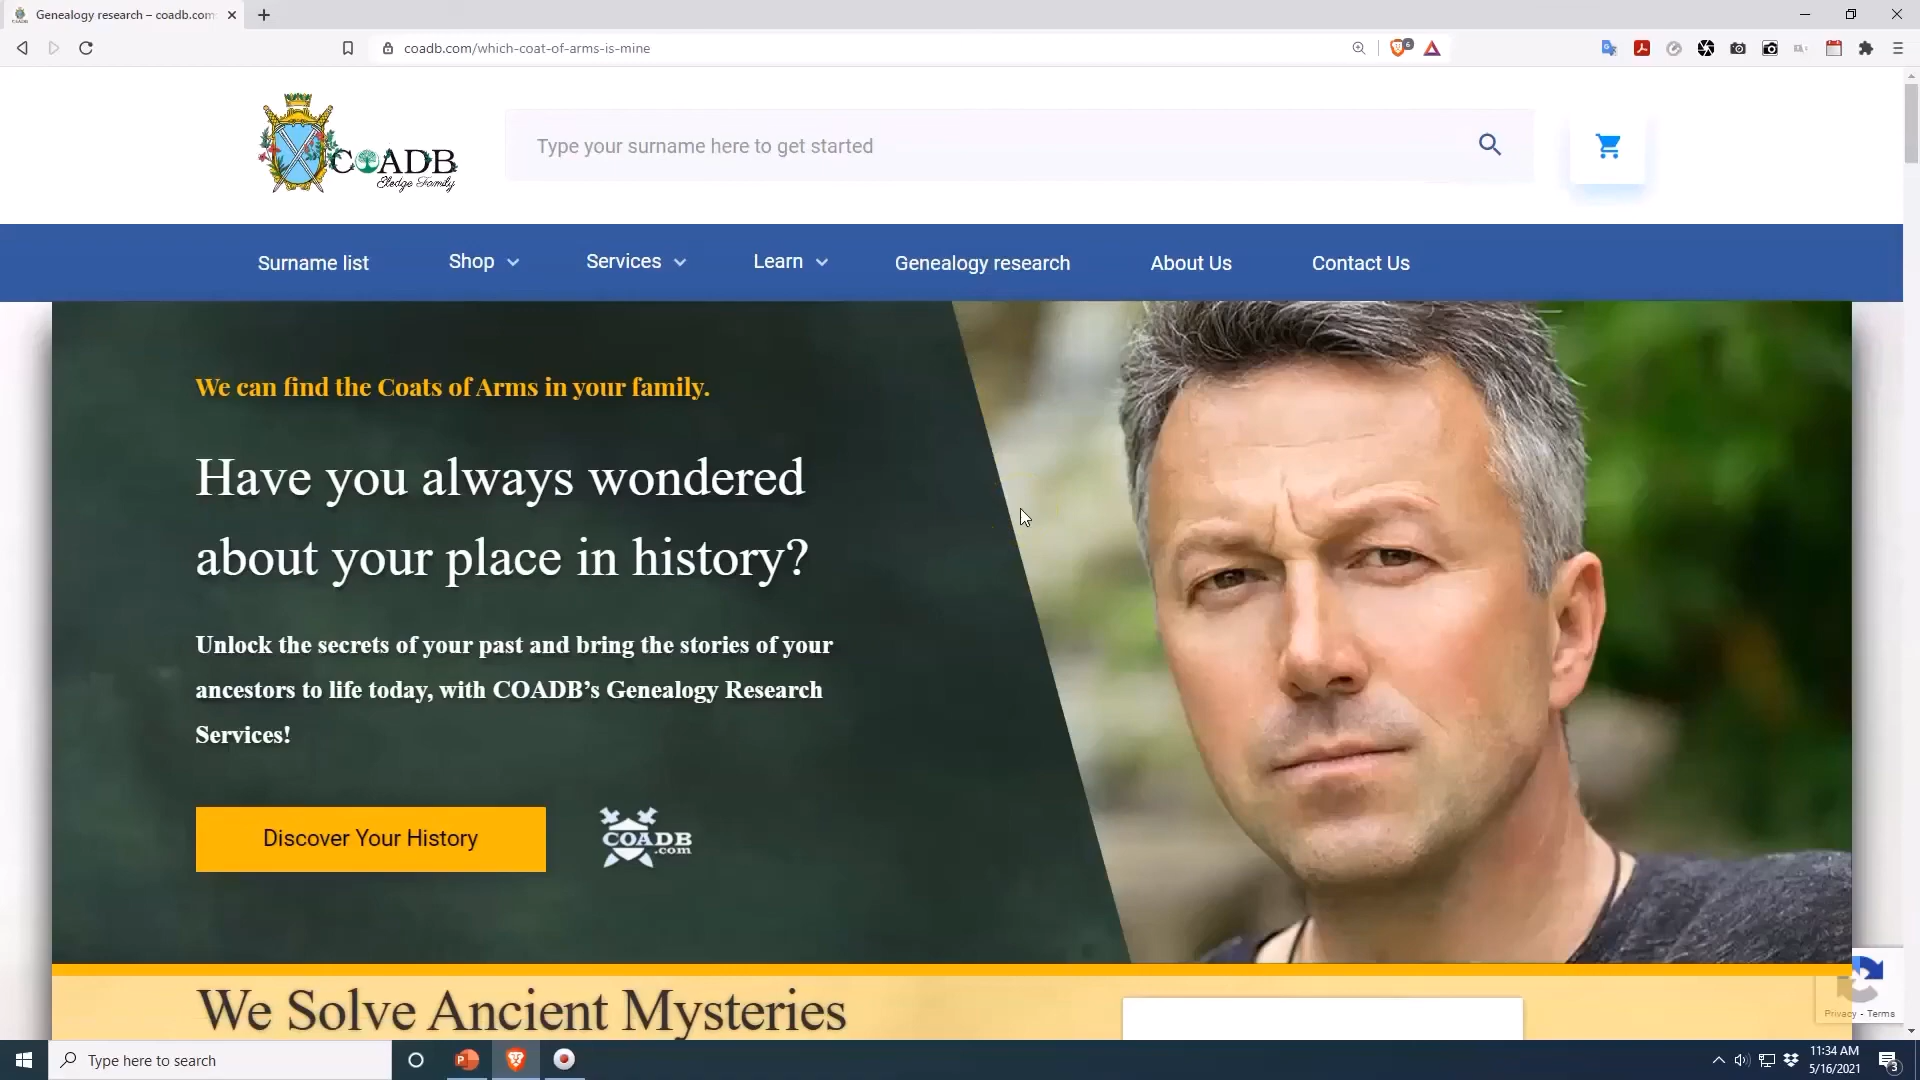 Genealogy research – coadb.com
coadb.com/which-coat-of-arms-is-mine
6
COADB
Eledge Family
Type your surname here to get started
Surname list
Shop
Services
Learn
Genealogy research
About Us
Contact Us
We can find the Coats of Arms in your family.
Have you always wondered
about your place in history?
Unlock the secrets of your past and bring the stories of your
ancestors to life today, with COADB’s Genealogy Research
Services!
Discover Your History
COADB
.com
We Solve Ancient Mysteries
Privacy - Terms
Type here to search
11:34 AM
5/16/2021
3